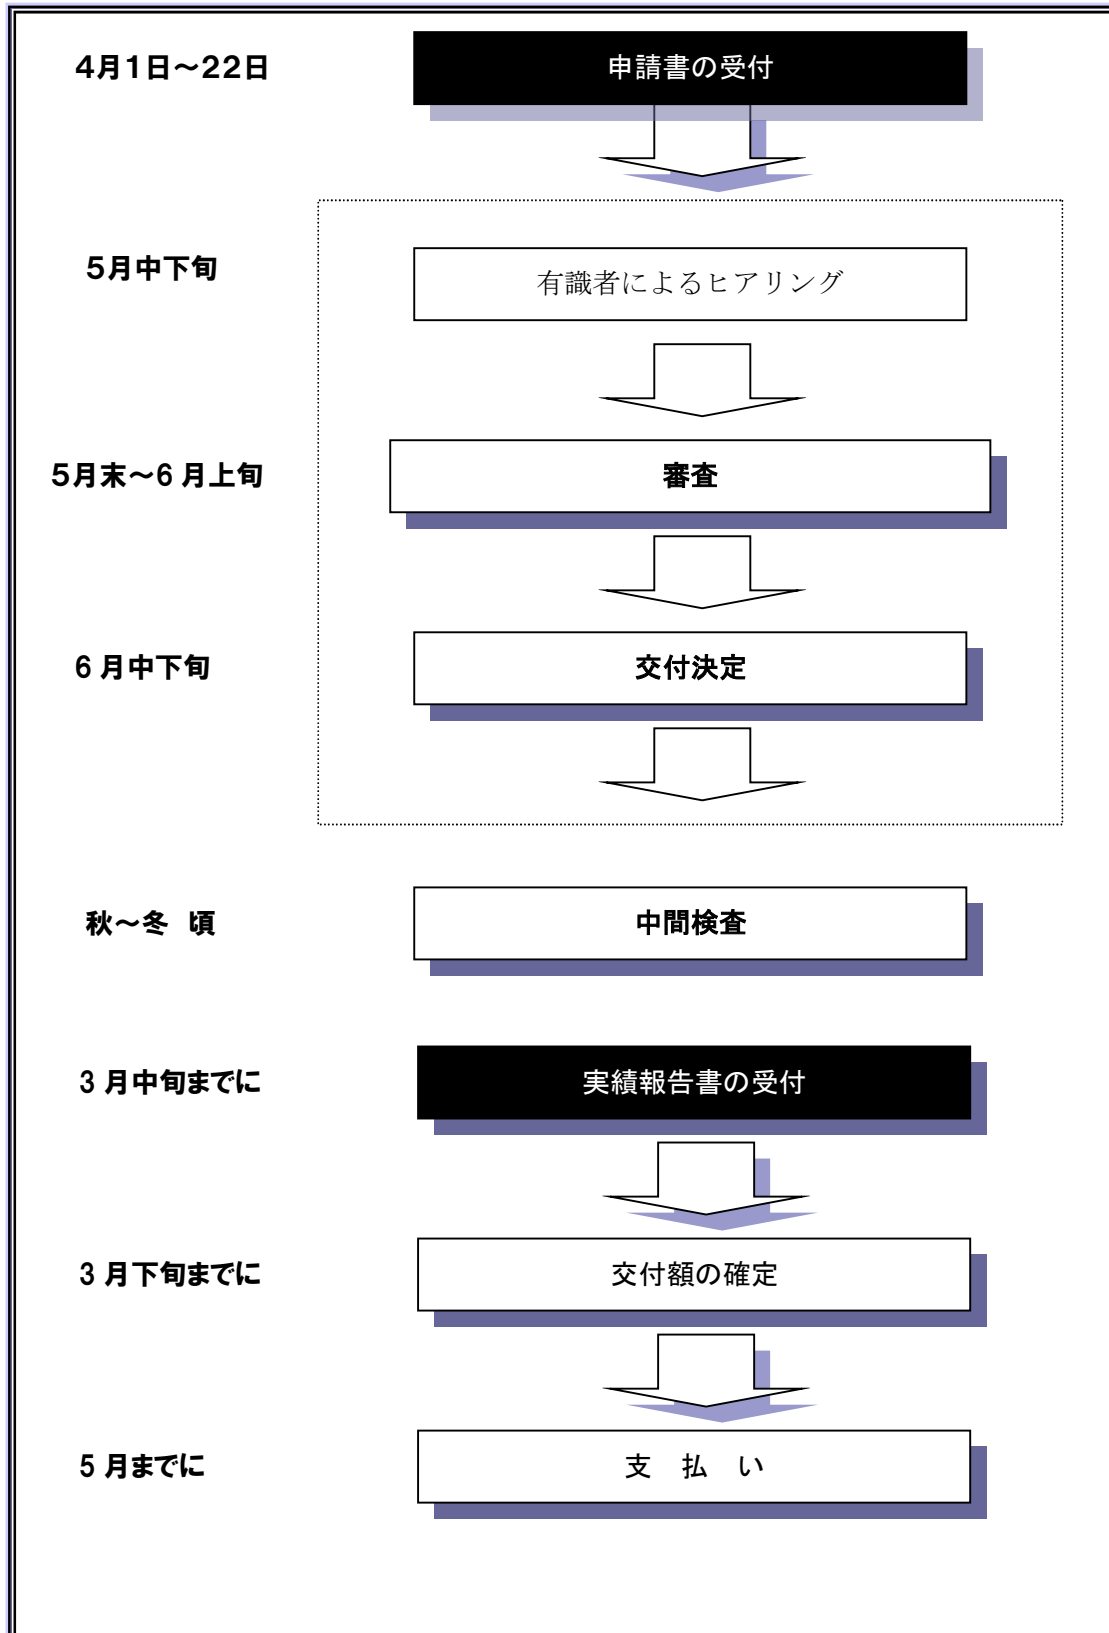 4月1日～22日
申請書の受付
5月中下旬
有識者によるヒアリング
5月末～6月上旬
審査
6月中下旬
交付決定
秋～冬 頃
中間検査
3月中旬までに
実績報告書の受付
3月下旬までに
交付額の確定
5月までに
支 払 い